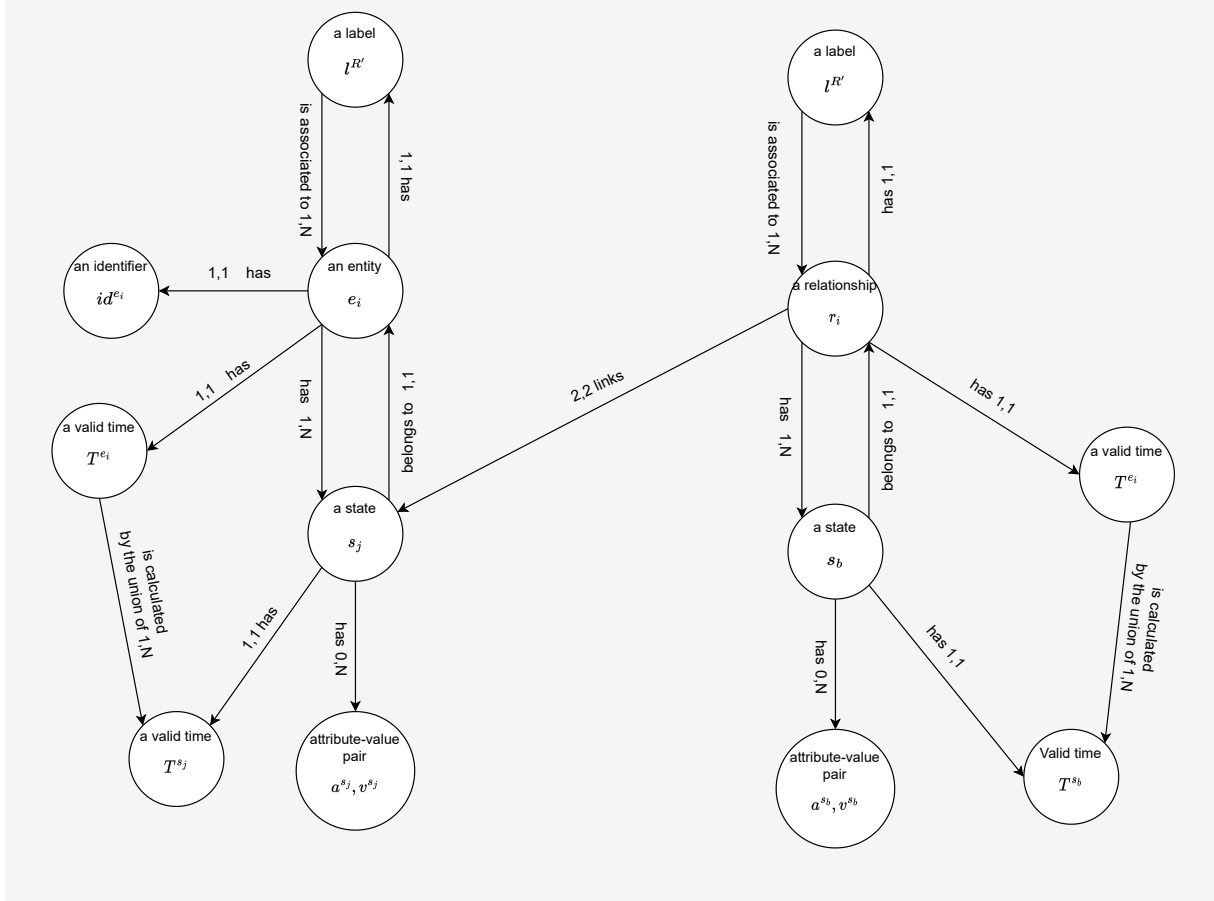 a label
l^{R'}
is associated to 1,N
1,1 has
an identifier
id^{e_i}
1,1 has
an entity
e_i
1,1 has
has 1,N
belongs to 1,1
a valid time
T^{e_i}
is calculated
by the union of 1,N
a state
s_j
1,1 has
has 0,N
a valid time
T^{s_j}
attribute-value
pair
a^{s_j}, v^{s_j}
2,2 links
a label
l^{R'}
is associated to 1,N
has 1,1
a relationship
r_i
has 1,N
belongs to 1,1
has 1,1
a valid time
T^{e_i}
is calculated
by the union of 1,N
a state
s_b
has 0,N
has 1,1
attribute-value
pair
a^{s_b}, v^{s_b}
Valid time
T^{s_b}